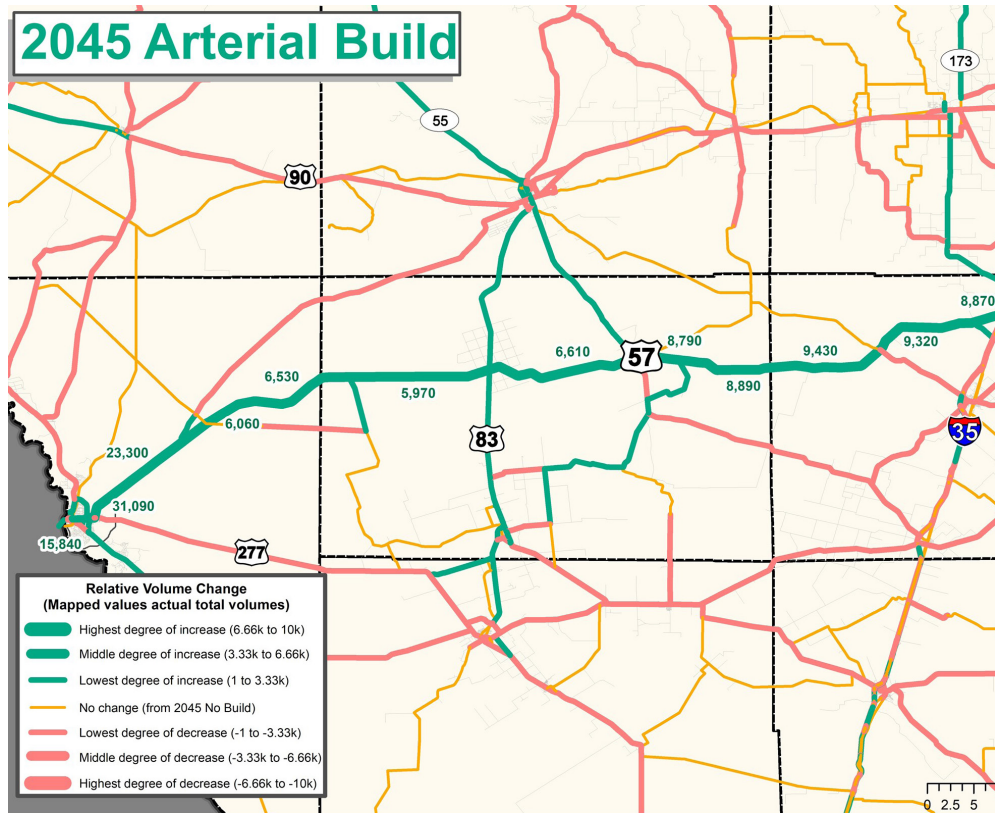 2045 Arterial Build
173
55
90
8,870
6,610
57
8,790
9,430
9,320
6,530
5,970
8,890
6,060
83
35
23,300
31,090
15,840
277
Relative Volume Change
(Mapped values actual total volumes)
Highest degree of increase (6.66k to 10k)
Middle degree of increase (3.33k to 6.66k)
Lowest degree of increase (1 to 3.33k)
No change (from 2045 No Build)
Lowest degree of decrease (-1 to -3.33k)
Middle degree of decrease (-3.33k to -6.66k)
Highest degree of decrease (-6.66k to -10k)
0 2.5 5